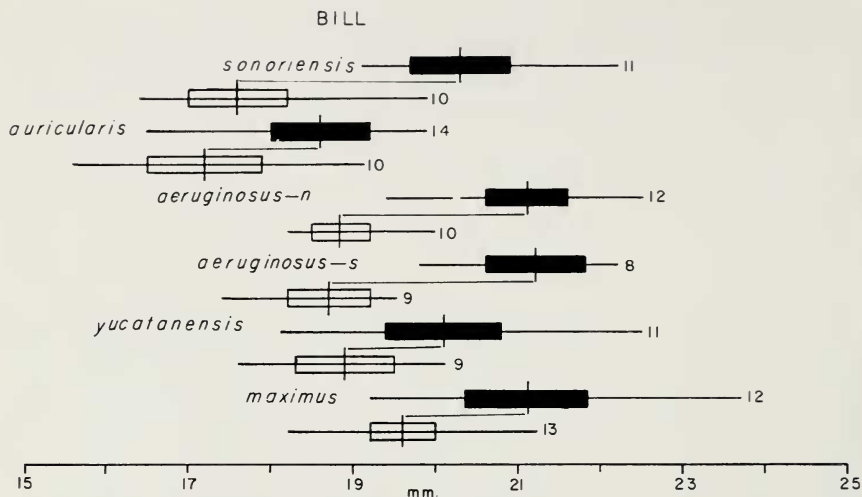 BILL
sonoriensis 11
10
auricularis 14
10
aeruginosus-n 12
10
aeruginosus-s 8
9
yucatanensis 11
9
maximus 12
13
15 17 19 21 23 25
mm.